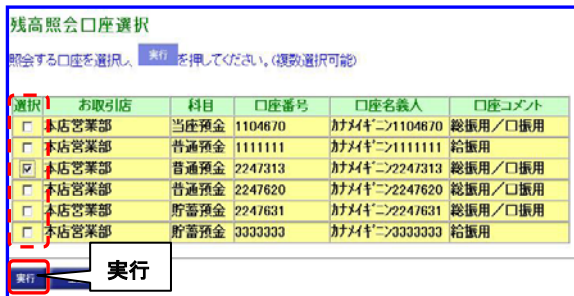 残高照会口座選択
照会する口座を選択し、 実行 を押してください。(複数選択可能)
選択 お取引店 科目 口座番号 口座名義人 口座コメント
本店営業部 当座預金 1104670 カナメイギニン1104670 総振用／口振用
本店営業部 普通預金 1111111 カナメイギニン1111111 給振用
本店営業部 普通預金 2247313 カナメイギニン2247313 総振用／口振用
本店営業部 普通預金 2247620 カナメイギニン2247620 総振用／口振用
本店営業部 貯蓄預金 2247631 カナメイギニン2247631 総振用／口振用
本店営業部 貯蓄預金 3333333 カナメイギニン3333333 給振用
実行 実行